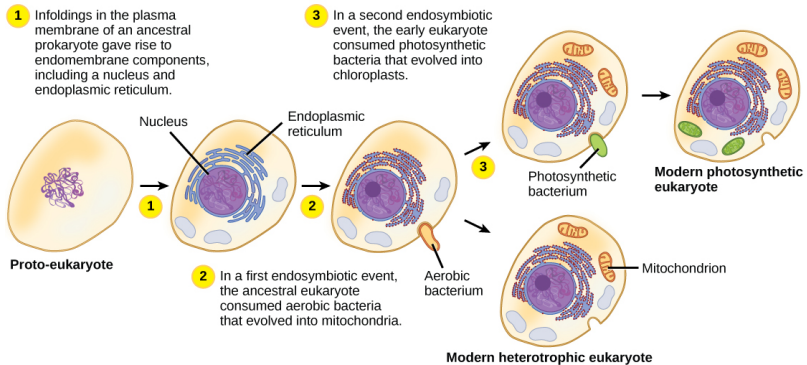 1 Infoldings in the plasma
membrane of an ancestral
prokaryote gave rise to
endomembrane components,
including a nucleus and
endoplasmic reticulum.
3 In a second endosymbiotic
event, the early eukaryote
consumed photosynthetic
bacteria that evolved into
chloroplasts.
Nucleus
Endoplasmic
reticulum
1
2
3
Photosynthetic
bacterium
Modern photosynthetic
eukaryote
Proto-eukaryote
2 In a first endosymbiotic event,
the ancestral eukaryote
consumed aerobic bacteria
that evolved into mitochondria.
Aerobic
bacterium
Mitochondrion
Modern heterotrophic eukaryote